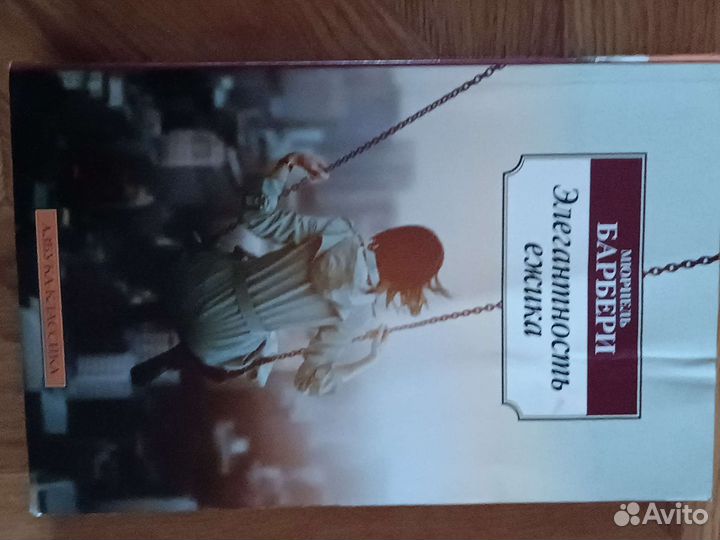 МЮРИЕЛЬ
БАРБЕРИ
Элегантность
ежика
АЗБУКА-КЛАССИКА
Avito